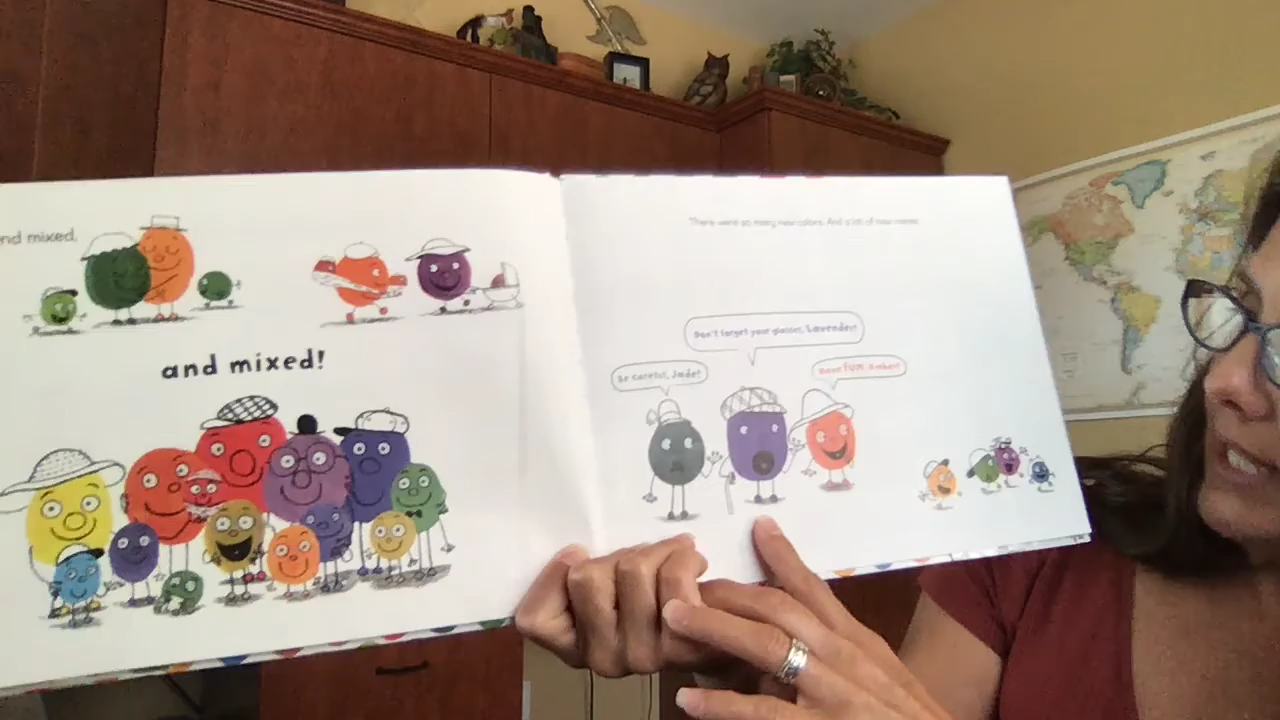 and mixed,
and mixed!
There were so many new colors. And a lot of new names.
Don't forget your glasses, Lavender!
Be careful, Jade!
Have fun, Amber!